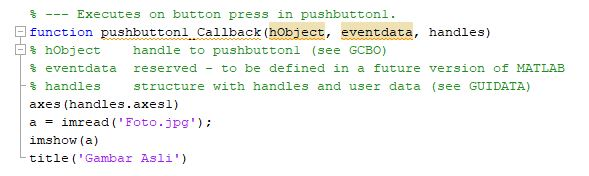 % --- Executes on button press in pushbutton1.
function pushbutton1_Callback(hObject, eventdata, handles)
% hObject    handle to pushbutton1 (see GCBO)
% eventdata  reserved - to be defined in a future version of MATLAB
% handles    structure with handles and user data (see GUIDATA)
axes(handles.axes1)
a = imread('Foto.jpg');
imshow(a)
title('Gambar Asli')